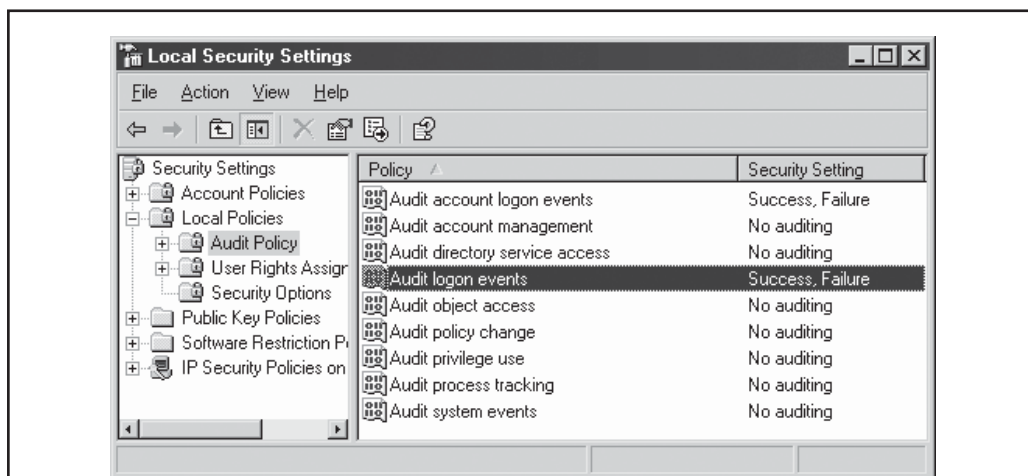 Local Security Settings
File Action View Help
Security Settings
Account Policies
Local Policies
Audit Policy
User Rights Assigr
Security Options
Public Key Policies
Software Restriction P
IP Security Policies on
Policy Security Setting
Audit account logon events Success, Failure
Audit account management No auditing
Audit directory service access No auditing
Audit logon events Success, Failure
Audit object access No auditing
Audit policy change No auditing
Audit privilege use No auditing
Audit process tracking No auditing
Audit system events No auditing